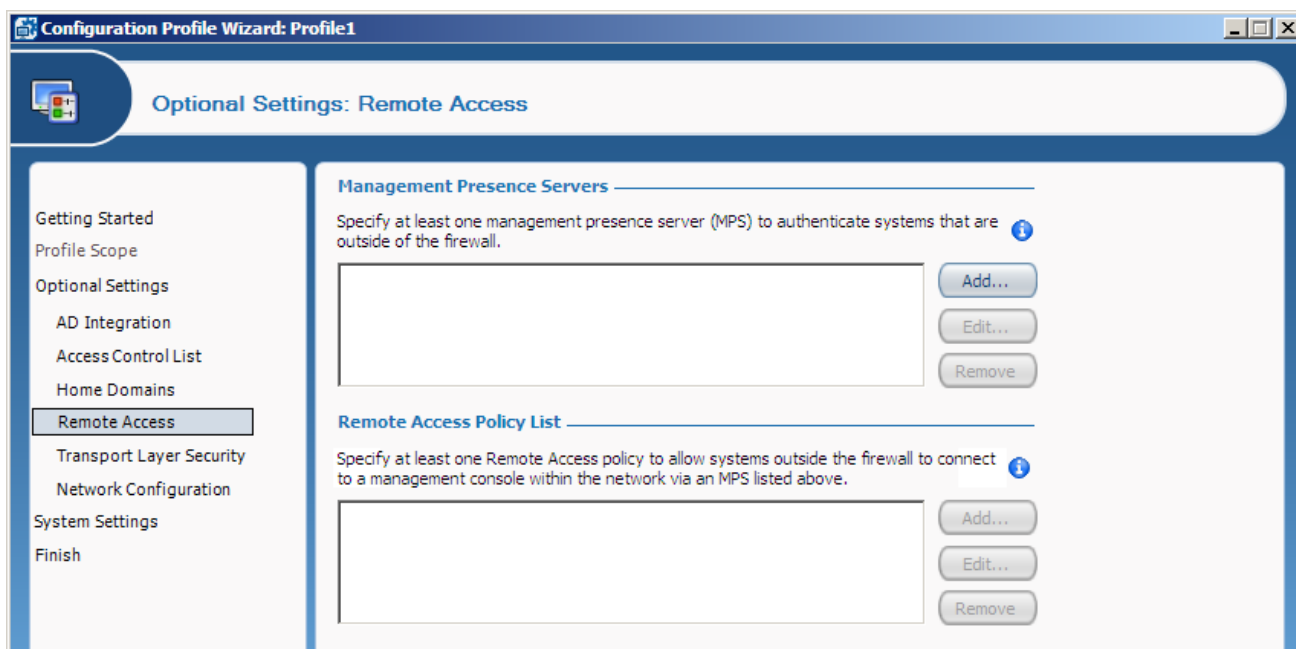 Configuration Profile Wizard: Profile1
Optional Settings: Remote Access
Getting Started
Profile Scope
Optional Settings
AD Integration
Access Control List
Home Domains
Remote Access
Transport Layer Security
Network Configuration
System Settings
Finish
Management Presence Servers
Specify at least one management presence server (MPS) to authenticate systems that are
outside of the firewall.
Add...
Edit...
Remove
Remote Access Policy List
Specify at least one Remote Access policy to allow systems outside the firewall to connect
to a management console within the network via an MPS listed above.
Add...
Edit...
Remove